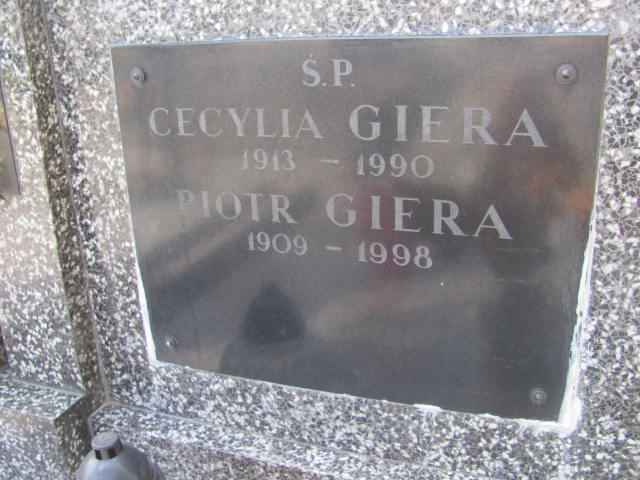 Ś.P.
CECYLIA GIERA
1913 - 1990
PIOTR GIERA
1909 - 1998